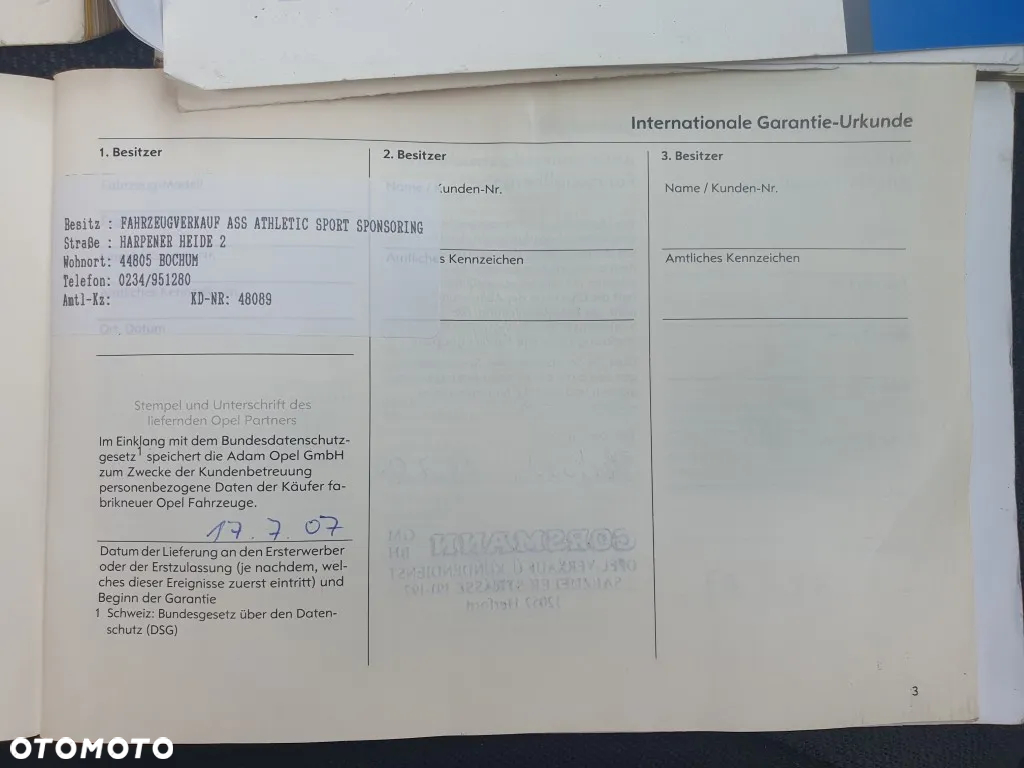 Internationale Garantie-Urkunde
1. Besitzer
Besitz : FAHRZEUGVERKAUF ASS ATHLETIC SPORT SPONSORING
Straße : HARPENER HEIDE 2
Wohnort: 44805 BOCHUM
Telefon: 0234/951280
Amtl-Kz: KD-NR: 48089
Ort, Datum
Stempel und Unterschrift des
liefernden Opel Partners
Im Einklang mit dem Bundesdatenschutz-
gesetz¹ speichert die Adam Opel GmbH
zum Zwecke der Kundenbetreuung
personenbezogene Daten der Käufer fa-
brikneuer Opel Fahrzeuge.
17.7.07
Datum der Lieferung an den Ersterwerber
oder der Erstzulassung (je nachdem, wel-
ches dieser Ereignisse zuerst eintritt) und
Beginn der Garantie
1 Schweiz: Bundesgesetz über den Daten-
schutz (DSG)
2. Besitzer
Name / Kunden-Nr.
Amtliches Kennzeichen
3. Besitzer
Name / Kunden-Nr.
Amtliches Kennzeichen
3
OTOMOTO